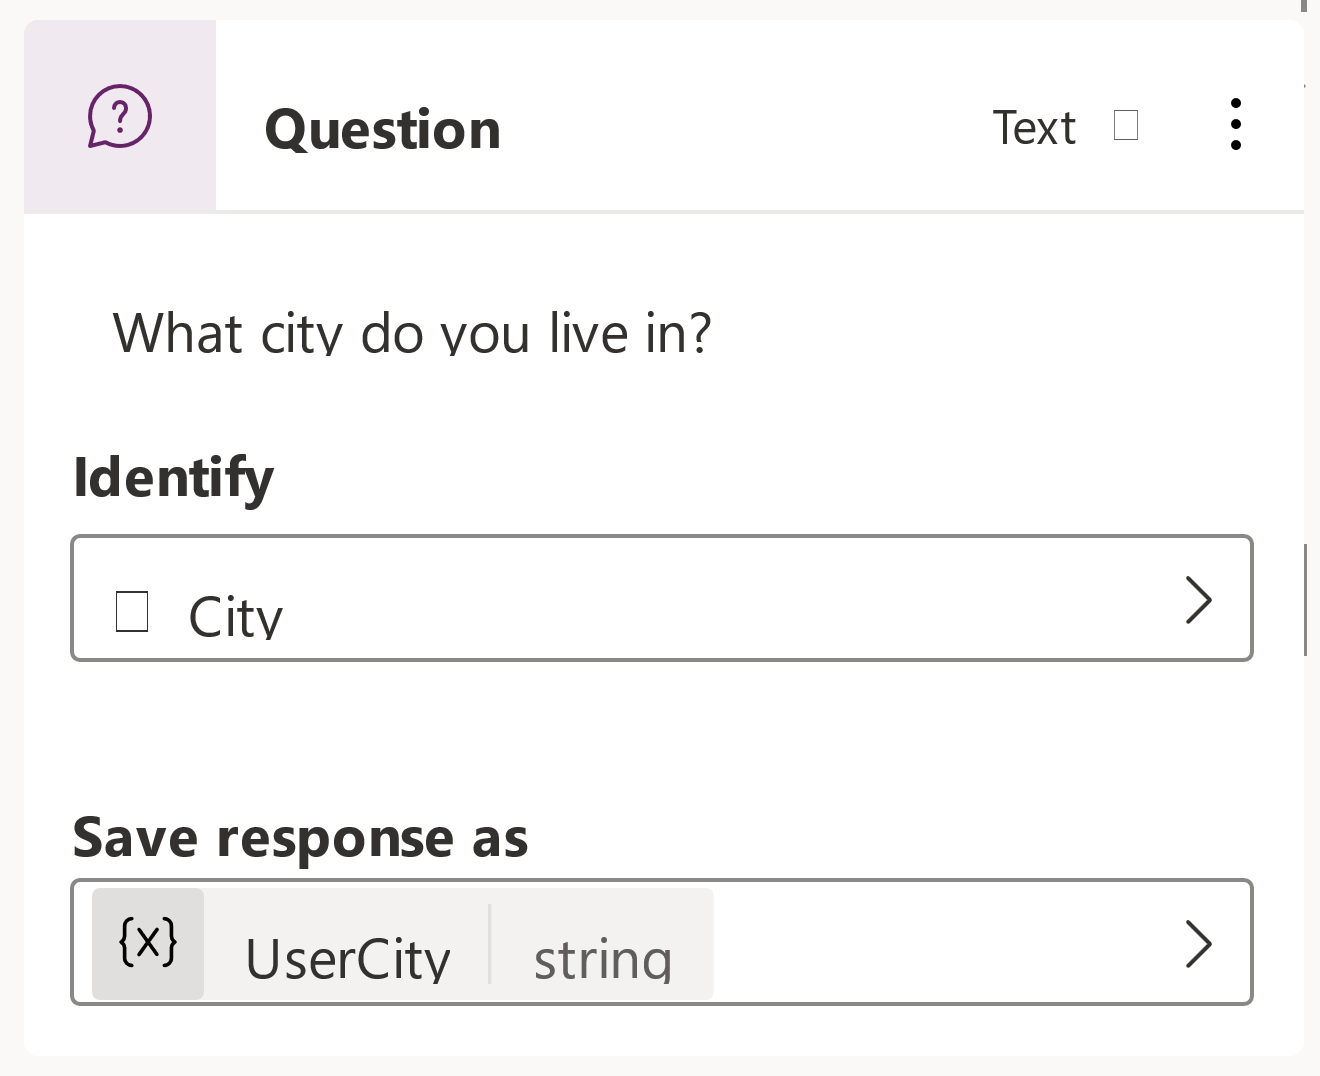 Question
Text
What city do you live in?
Identify
City
Save response as
{x} UserCity string